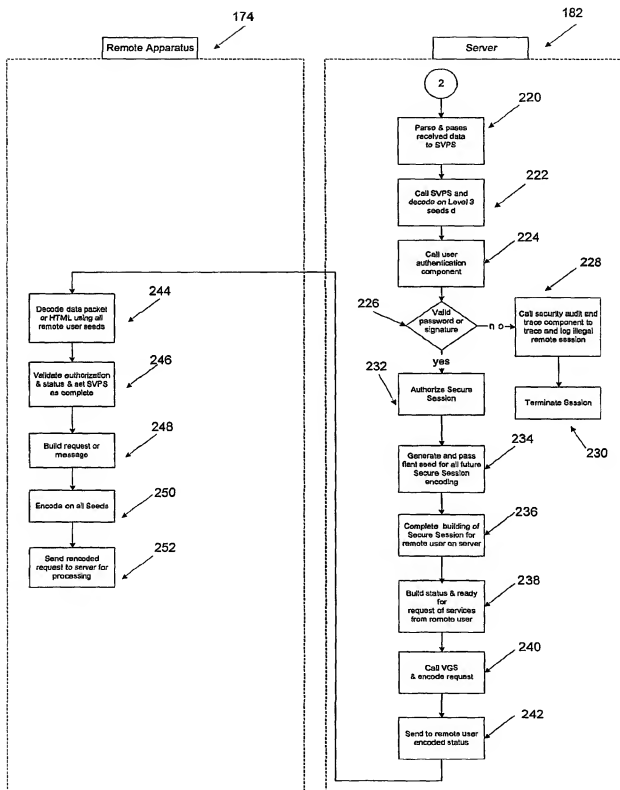 174
182
Remote Apparatus
Server
2
220
Parse & pases
received data
to SVPS
222
Call SVPS and
decode on Level 3
seeds d
224
Call user
authentication
component
228
226
Valid
password or
signature
n o
Call security audit and
trace component to
trace and log illegal
remote session
yes
232
Authorize Secure
Session
Terminate Session
230
234
Generate and pass
flant seed for all future
Secure Session
encoding
236
Complete building of
Secure Session for
remote user on server
238
Build status & ready
for
request of services
from remote user
240
Call VGS
& encode request
242
Send to remote user
encoded status
244
Decode data packet
or HTML using all
remote user seeds
246
Validate authorization
& status & set SVPS
as complete
248
Build request or
message
250
Encode on all Seeds
252
Send rencoded
request to server for
processing